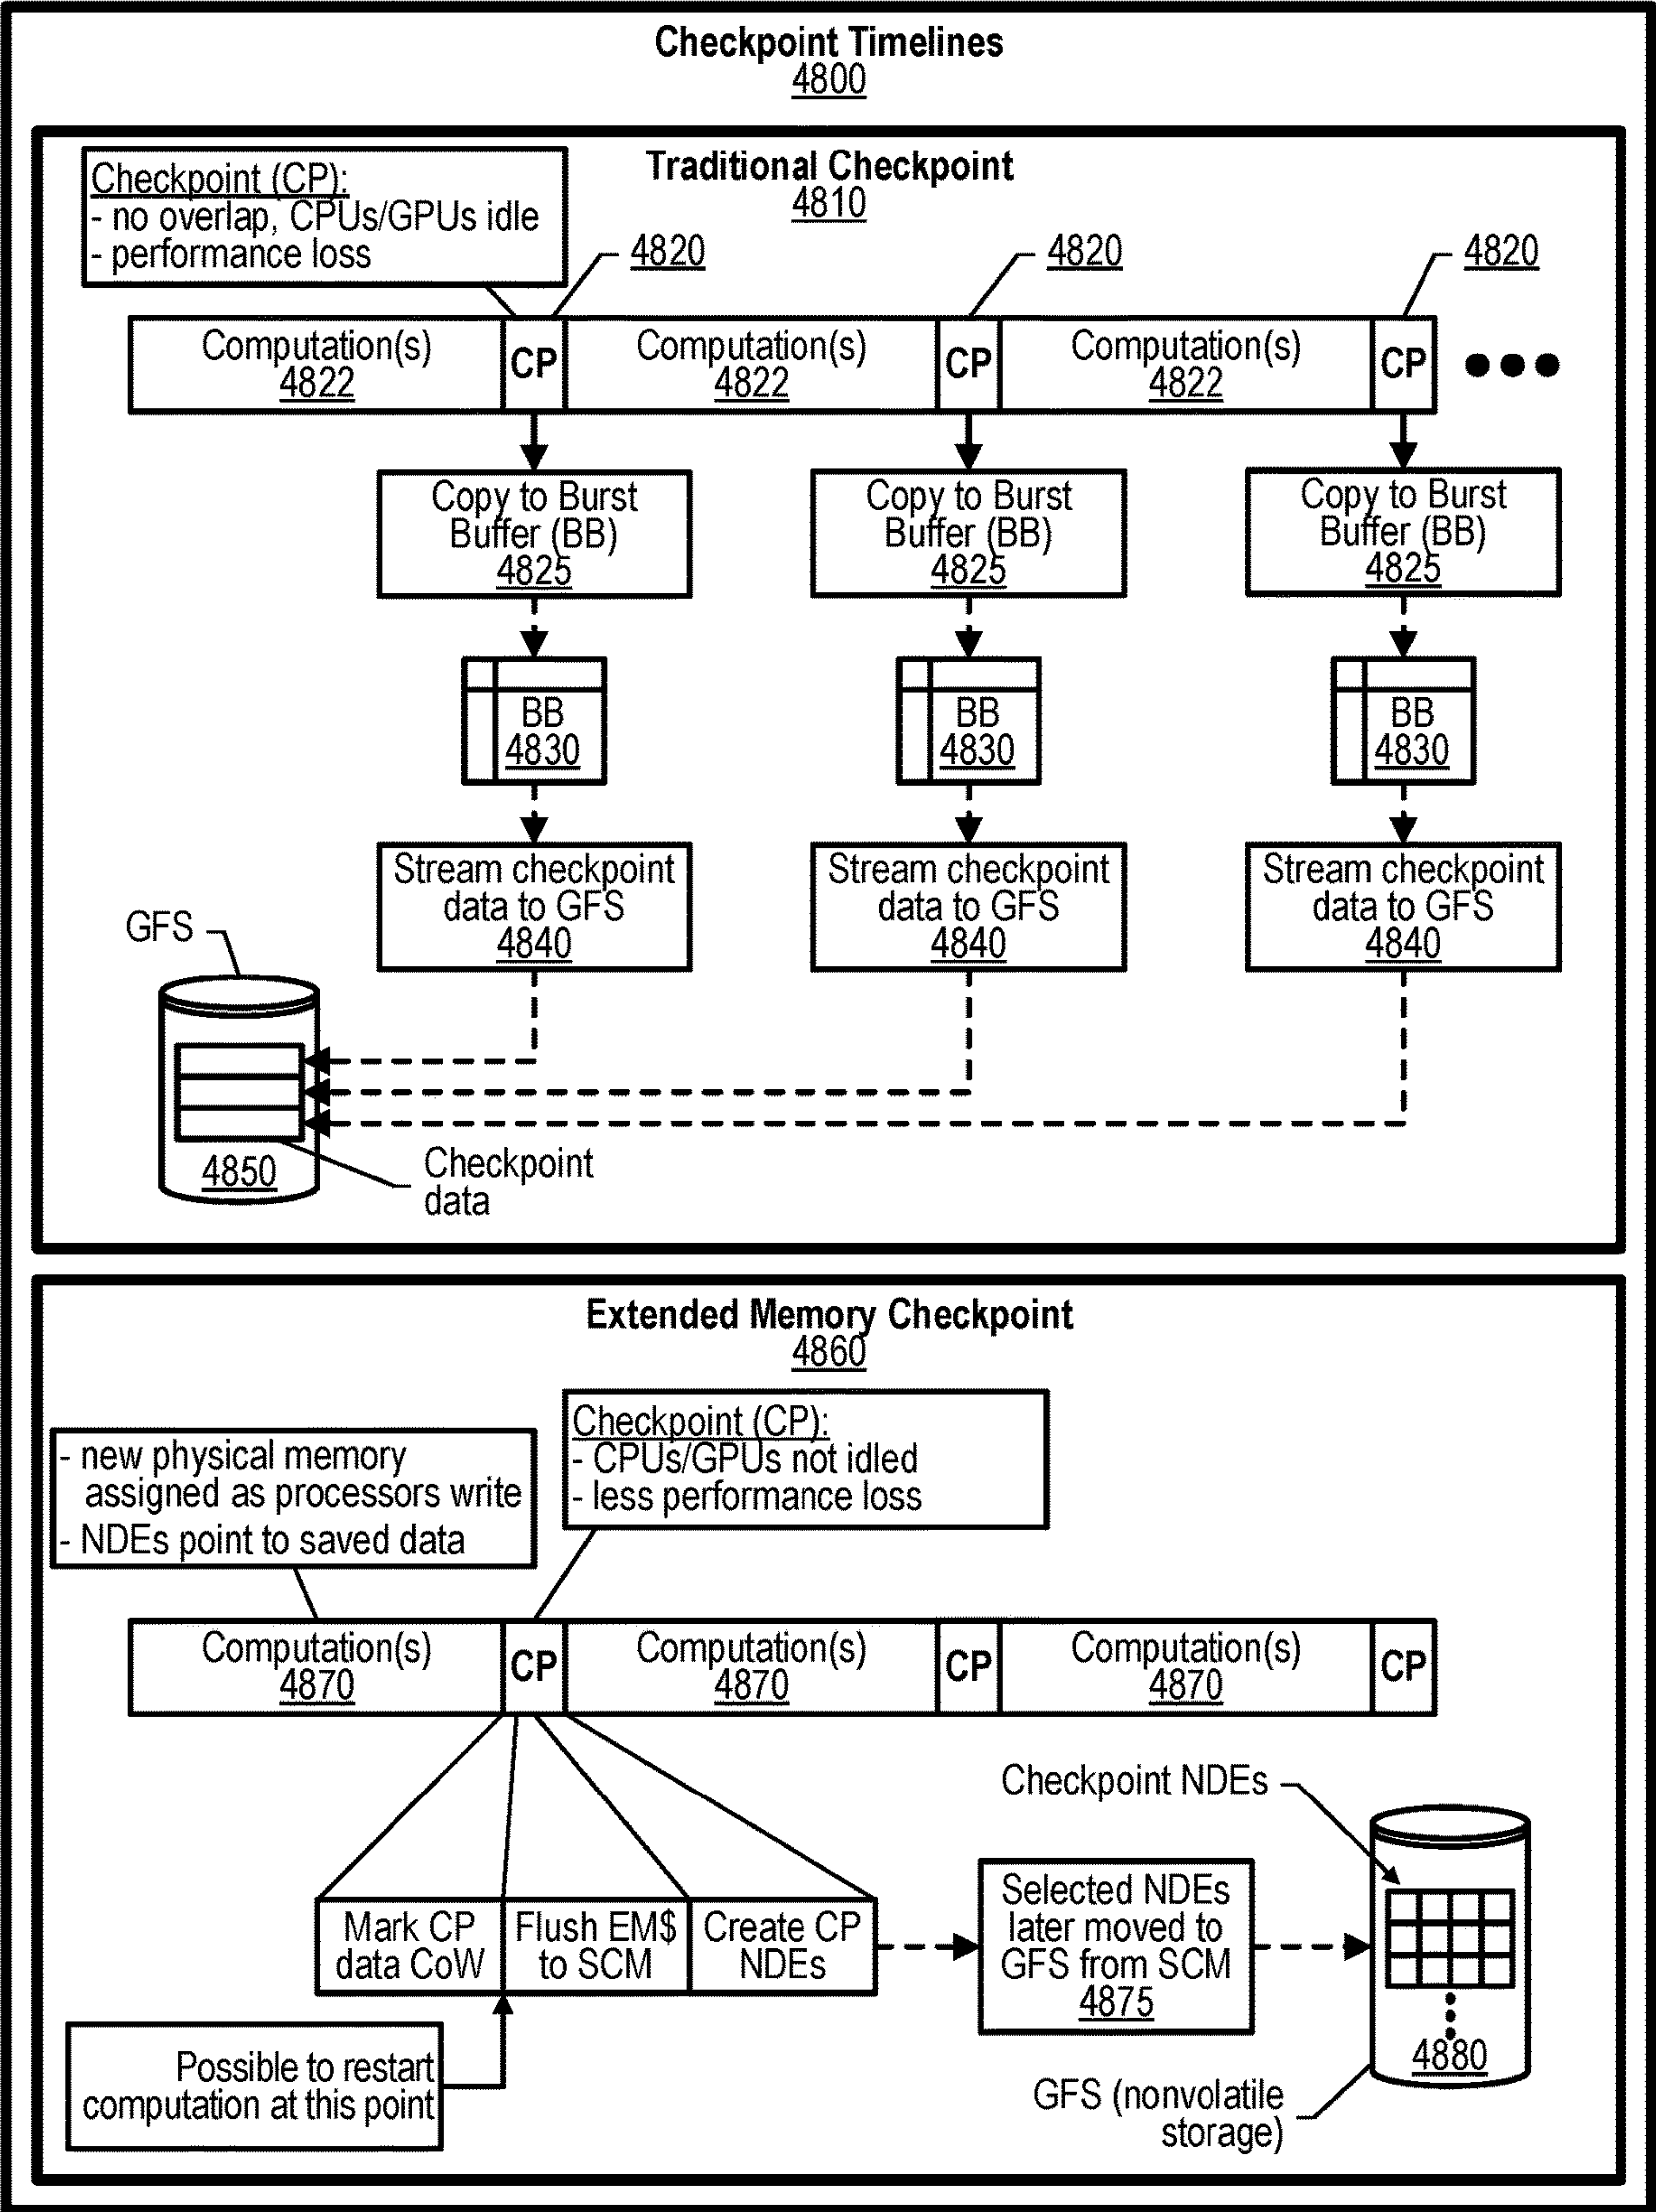 Checkpoint Timelines
4800
Traditional Checkpoint
4810
Checkpoint (CP):
- no overlap, CPUs/GPUs idle
- performance loss
4820
4820
4820
Computation(s)
4822
CP
Computation(s)
4822
CP
Computation(s)
4822
CP
Copy to Burst
Buffer (BB)
4825
Copy to Burst
Buffer (BB)
4825
Copy to Burst
Buffer (BB)
4825
BB
4830
BB
4830
BB
4830
Stream checkpoint
data to GFS
4840
Stream checkpoint
data to GFS
4840
Stream checkpoint
data to GFS
4840
GFS
4850
Checkpoint
data
Extended Memory Checkpoint
4860
- new physical memory
assigned as processors write
- NDEs point to saved data
Checkpoint (CP):
- CPUs/GPUs not idled
- less performance loss
Computation(s)
4870
CP
Computation(s)
4870
CP
Computation(s)
4870
CP
Mark CP
data CoW
Flush EM$
to SCM
Create CP
NDEs
Possible to restart
computation at this point
Selected NDEs
later moved to
GFS from SCM
4875
Checkpoint NDEs
4880
GFS (nonvolatile
storage)